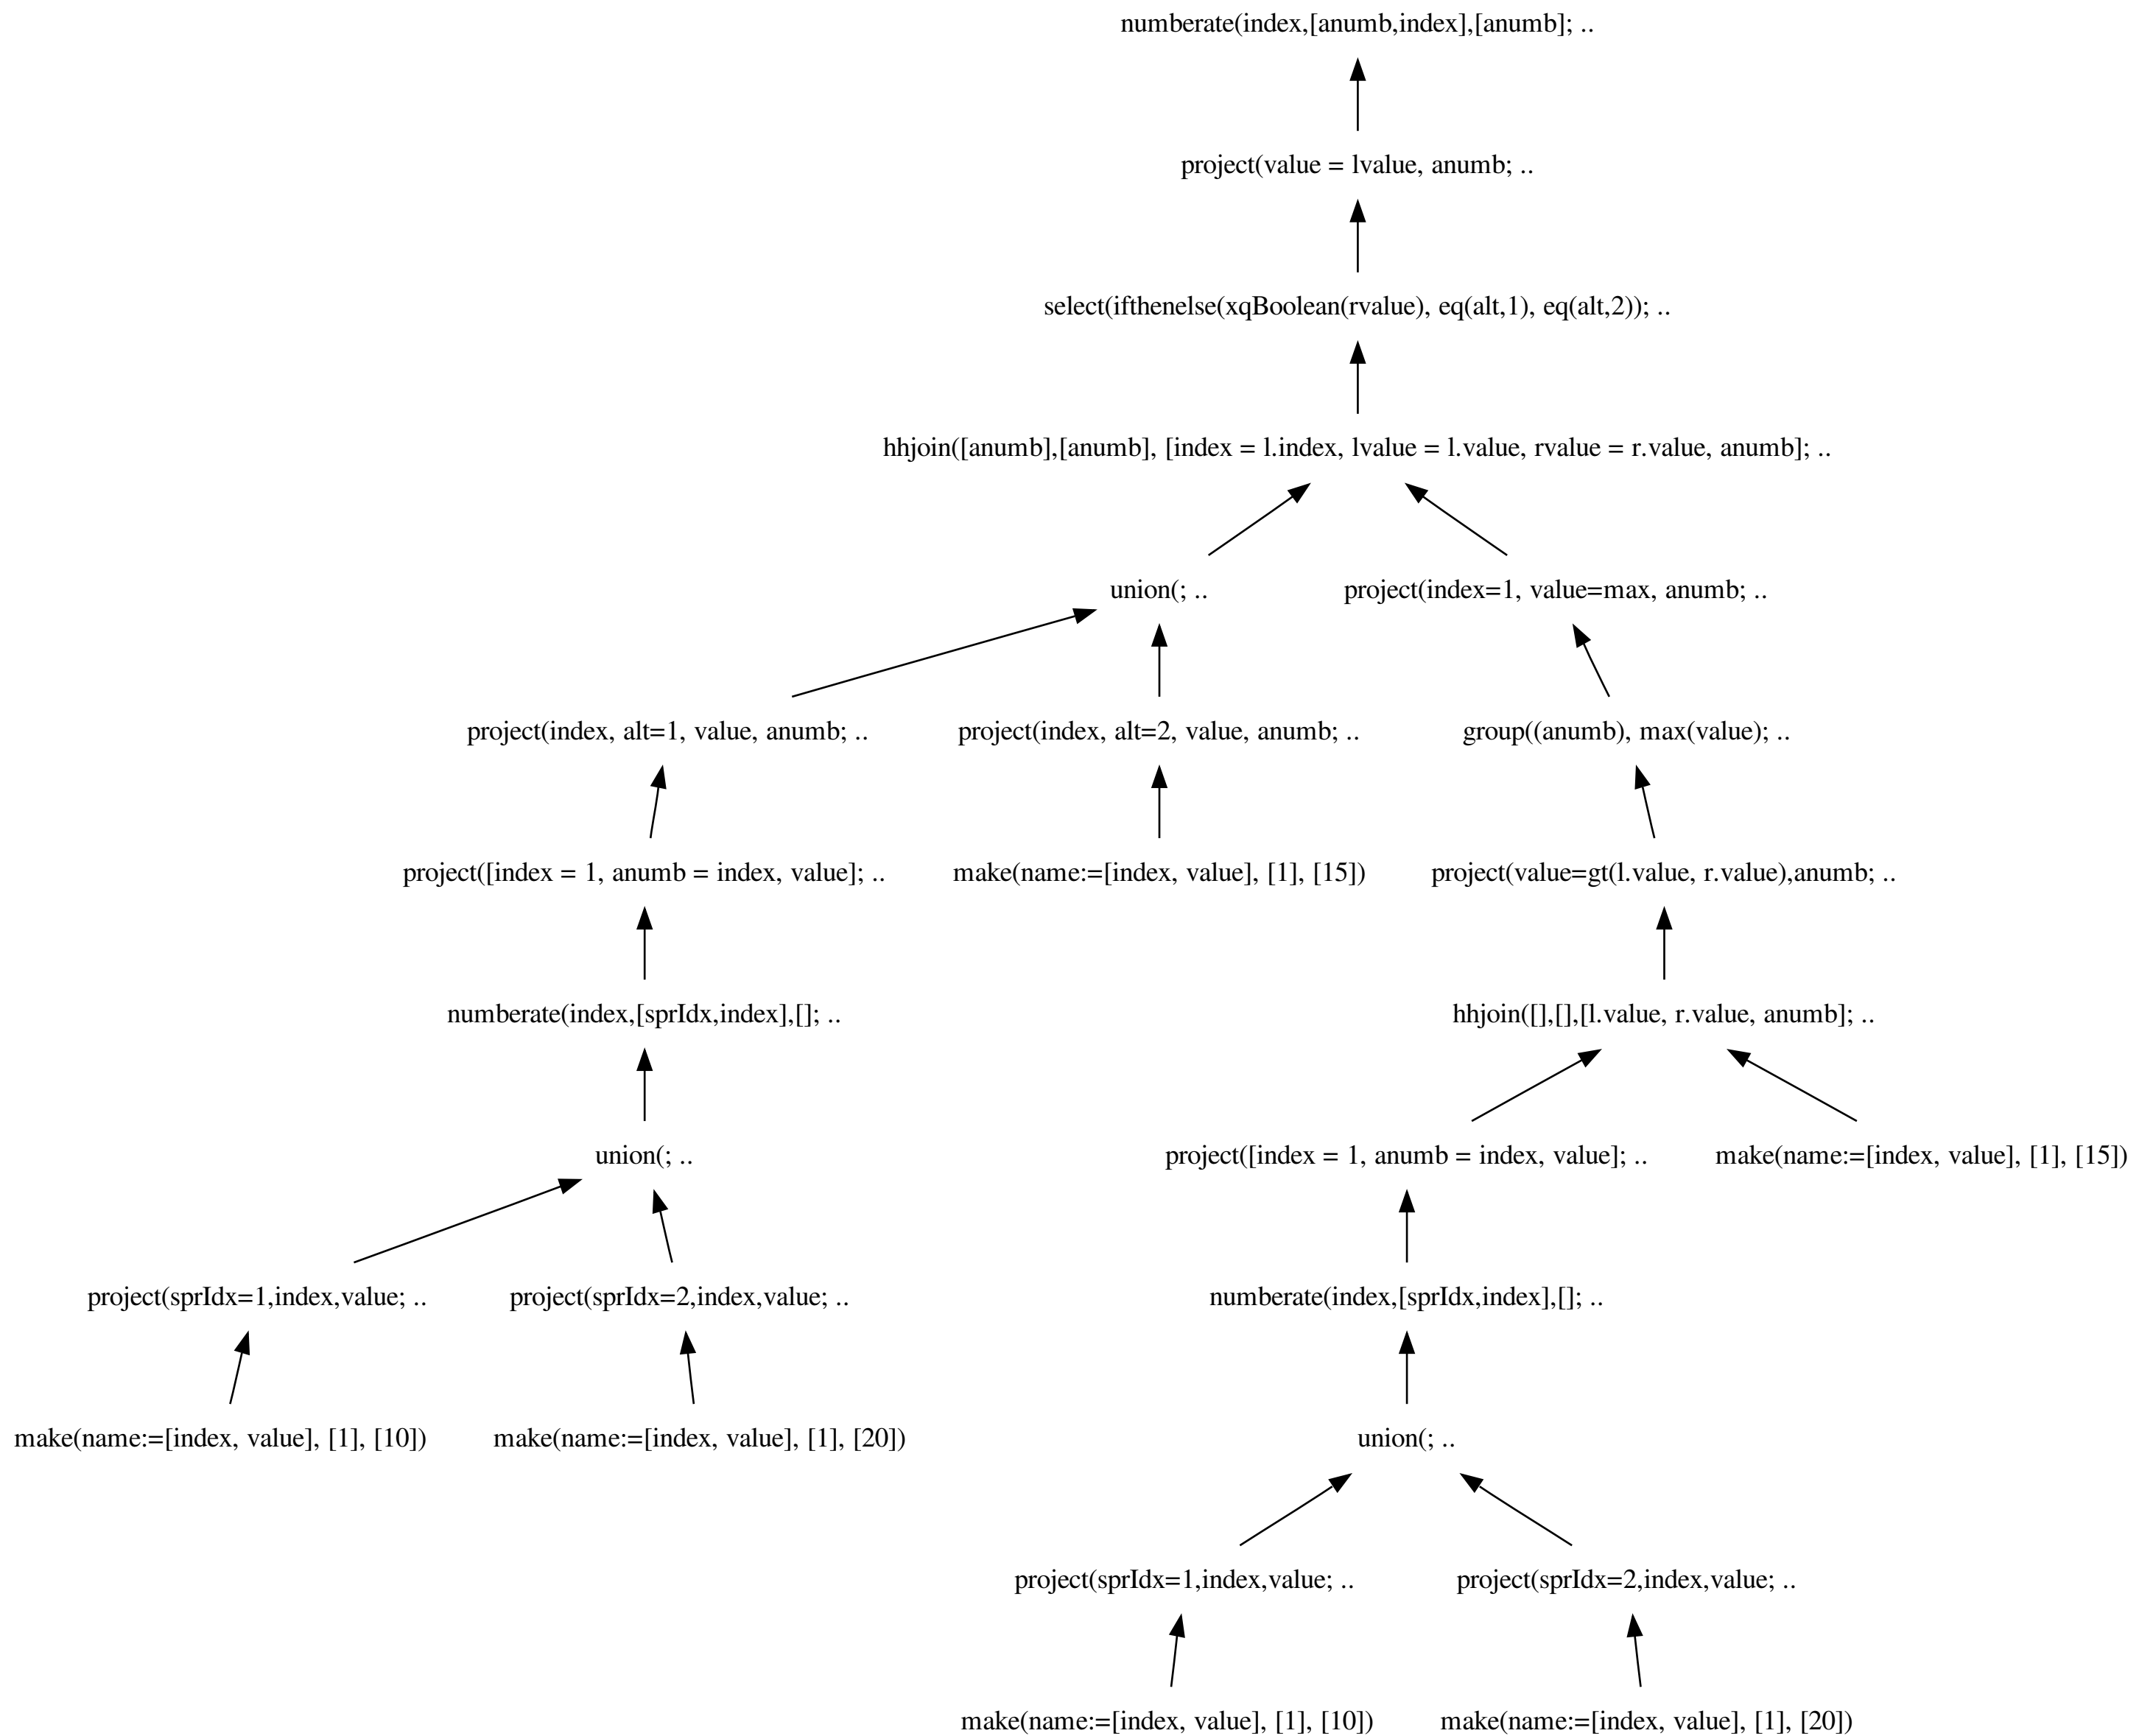 numberate(index,[anumb,index],[anumb]; ..
project(value = lvalue, anumb; ..
select(ifthenelse(xqBoolean(rvalue), eq(alt,1), eq(alt,2)); ..
hhjoin([anumb],[anumb], [index = l.index, lvalue = l.value, rvalue = r.value, anumb]; ..
union(; ..
project(index=1, value=max, anumb; ..
project(index, alt=1, value, anumb; ..
project(index, alt=2, value, anumb; ..
group((anumb), max(value); ..
project([index = 1, anumb = index, value]; ..
make(name:=[index, value], [1], [15])
project(value=gt(l.value, r.value),anumb; ..
numberate(index,[sprIdx,index],[]; ..
hhjoin([],[],[l.value, r.value, anumb]; ..
union(; ..
project([index = 1, anumb = index, value]; ..
make(name:=[index, value], [1], [15])
project(sprIdx=1,index,value; ..
project(sprIdx=2,index,value; ..
numberate(index,[sprIdx,index],[]; ..
make(name:=[index, value], [1], [10])
make(name:=[index, value], [1], [20])
union(; ..
project(sprIdx=1,index,value; ..
project(sprIdx=2,index,value; ..
make(name:=[index, value], [1], [10])
make(name:=[index, value], [1], [20])